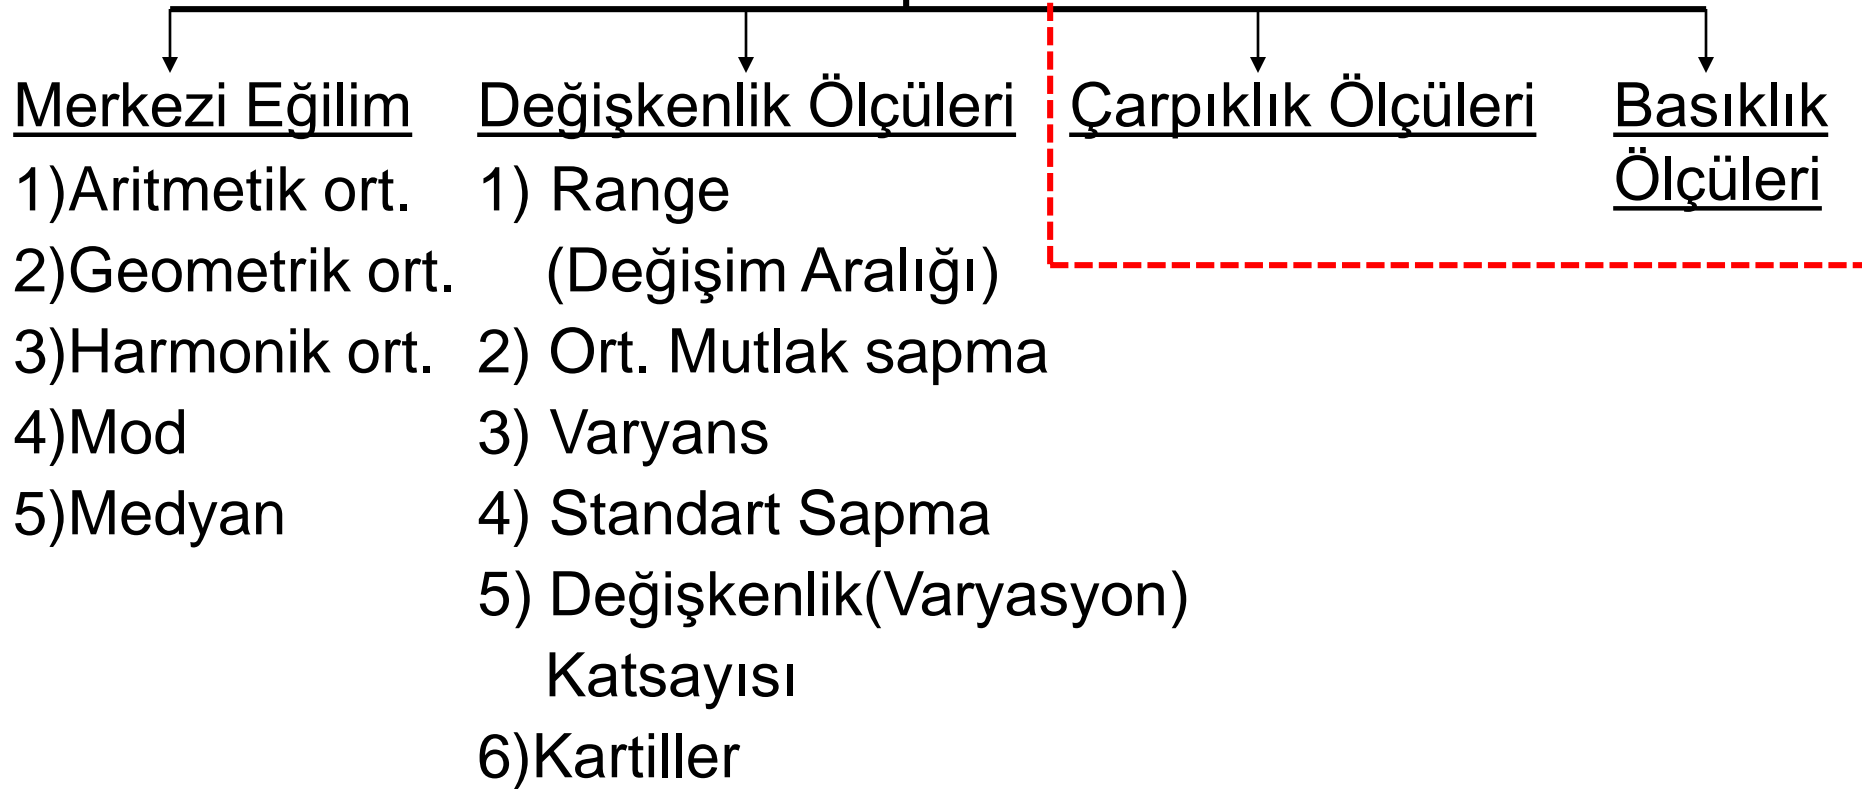 Merkezi Eğilim
1)Aritmetik ort.
2)Geometrik ort.
3)Harmonik ort.
4)Mod
5)Medyan
Değişkenlik Ölçüleri
1) Range
(Değişim Aralığı)
2) Ort. Mutlak sapma
3) Varyans
4) Standart Sapma
5) Değişkenlik(Varyasyon)
Katsayısı
6)Kartiller
Çarpıklık Ölçüleri
Basıklık
Ölçüleri